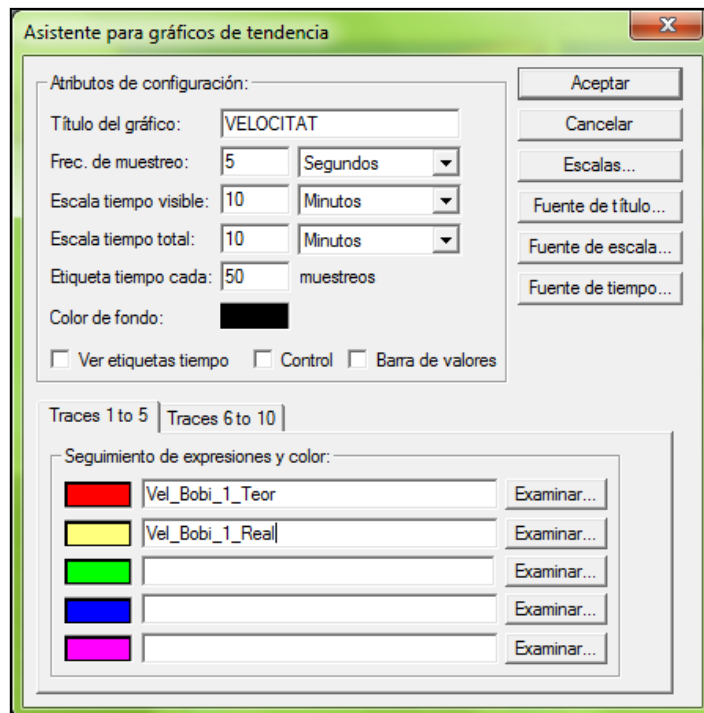 Asistente para gráficos de tendencia
Atributos de configuración:
Título del gráfico: VELOCITAT
Frec. de muestreo: 5 Segundos
Escala tiempo visible: 10 Minutos
Escala tiempo total: 10 Minutos
Etiqueta tiempo cada: 50 muestreos
Color de fondo:
Ver etiquetas tiempo Control Barra de valores
Aceptar
Cancelar
Escalas...
Fuente de título...
Fuente de escala...
Fuente de tiempo...
Traces 1 to 5 Traces 6 to 10
Seguimiento de expresiones y color:
Vel_Bobi_1_Teor Examinar...
Vel_Bobi_1_Real Examinar...
Examinar...
Examinar...
Examinar...